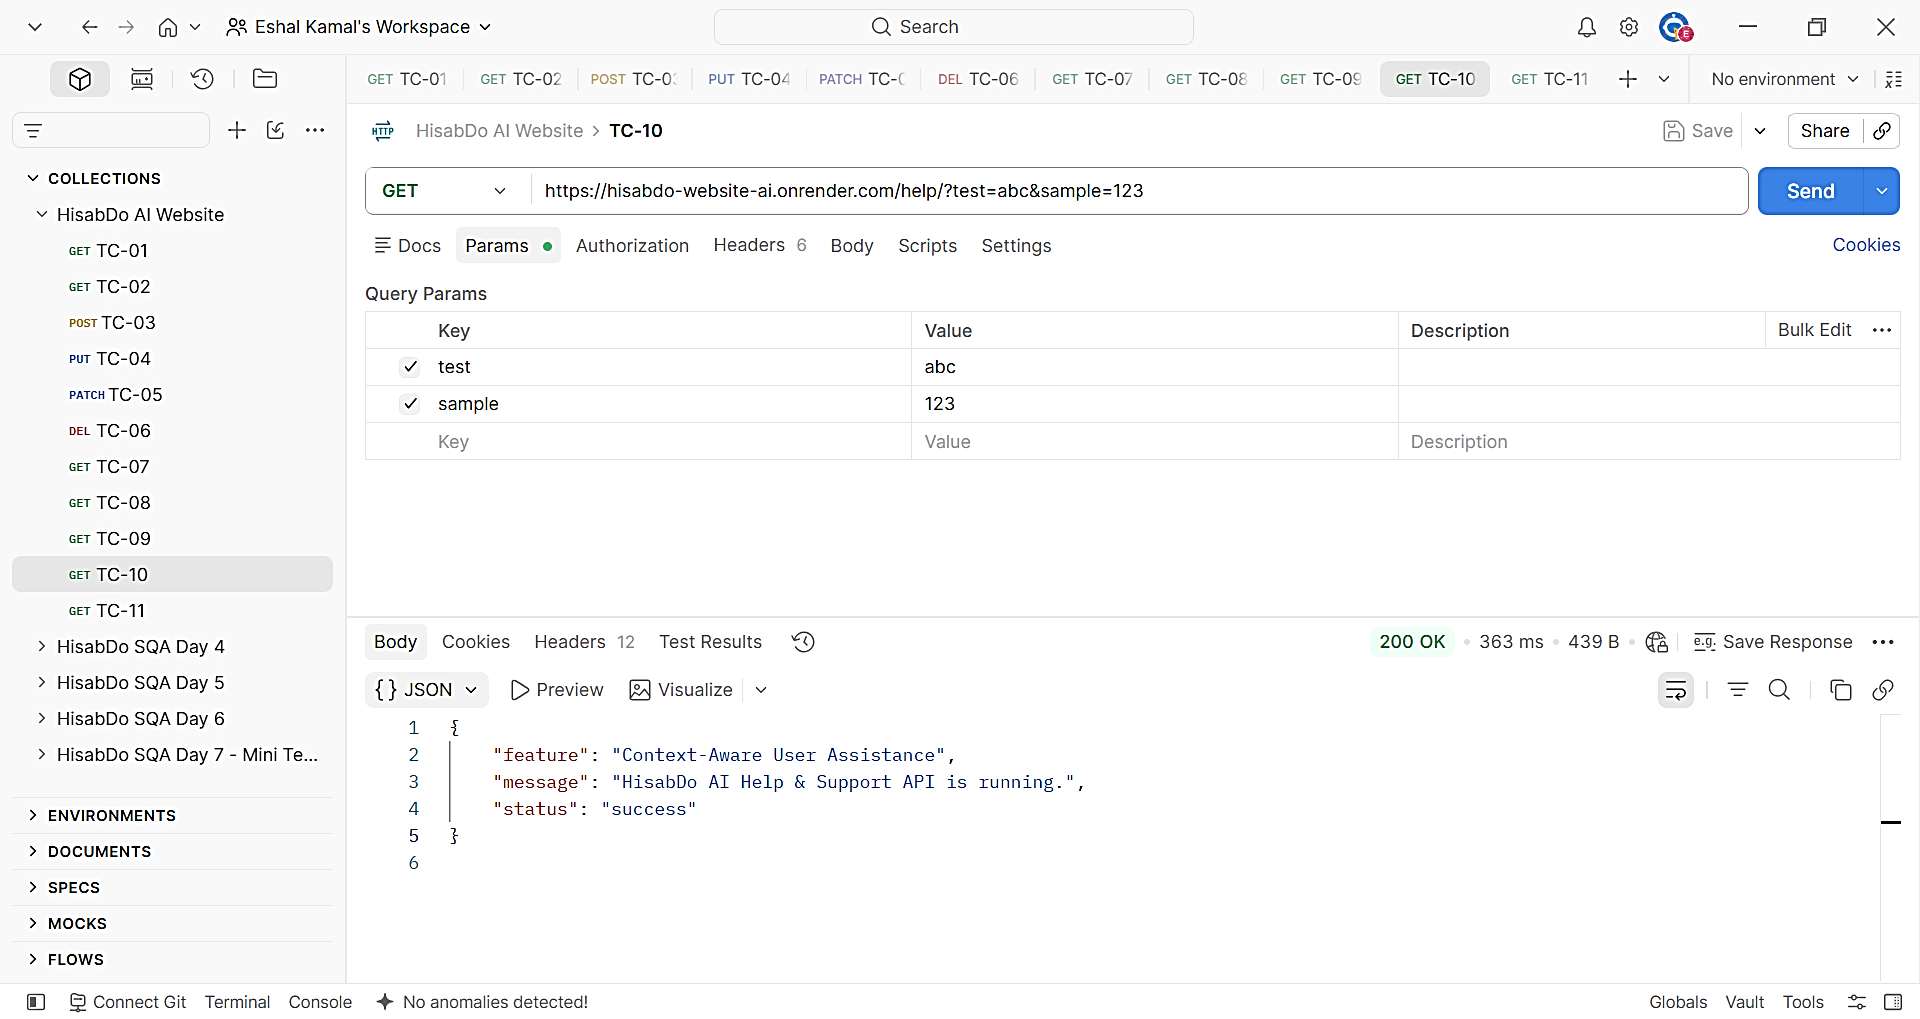 Eshal Kamal's Workspace
Search
E
GET TC-01
GET TC-02
POST TC-0
PUT TC-04
PATCH TC-
DEL TC-06
GET TC-07
GET TC-08
GET TC-09
GET TC-10
GET TC-11
No environment
HTTP HisabDo AI Website > TC-10
Save
Share
GET
https://hisabdo-website-ai.onrender.com/help/?test=abc&sample=123
Send
Docs
Params
Authorization
Headers 6
Body
Scripts
Settings
Cookies
Query Params
Key Value Description Bulk Edit
test abc
sample 123
Key Value Description
COLLECTIONS
HisabDo AI Website
GET TC-01
GET TC-02
POST TC-03
PUT TC-04
PATCH TC-05
DEL TC-06
GET TC-07
GET TC-08
GET TC-09
GET TC-10
GET TC-11
HisabDo SQA Day 4
HisabDo SQA Day 5
HisabDo SQA Day 6
HisabDo SQA Day 7 - Mini Te...
ENVIRONMENTS
DOCUMENTS
SPECS
MOCKS
FLOWS
Body
Cookies
Headers 12
Test Results
200 OK • 363 ms • 439 B
e.g. Save Response
{} JSON
Preview
Visualize
1 {
2 "feature": "Context-Aware User Assistance",
3 "message": "HisabDo AI Help & Support API is running.",
4 "status": "success"
5 }
6
Connect Git
Terminal
Console
No anomalies detected!
Globals
Vault
Tools